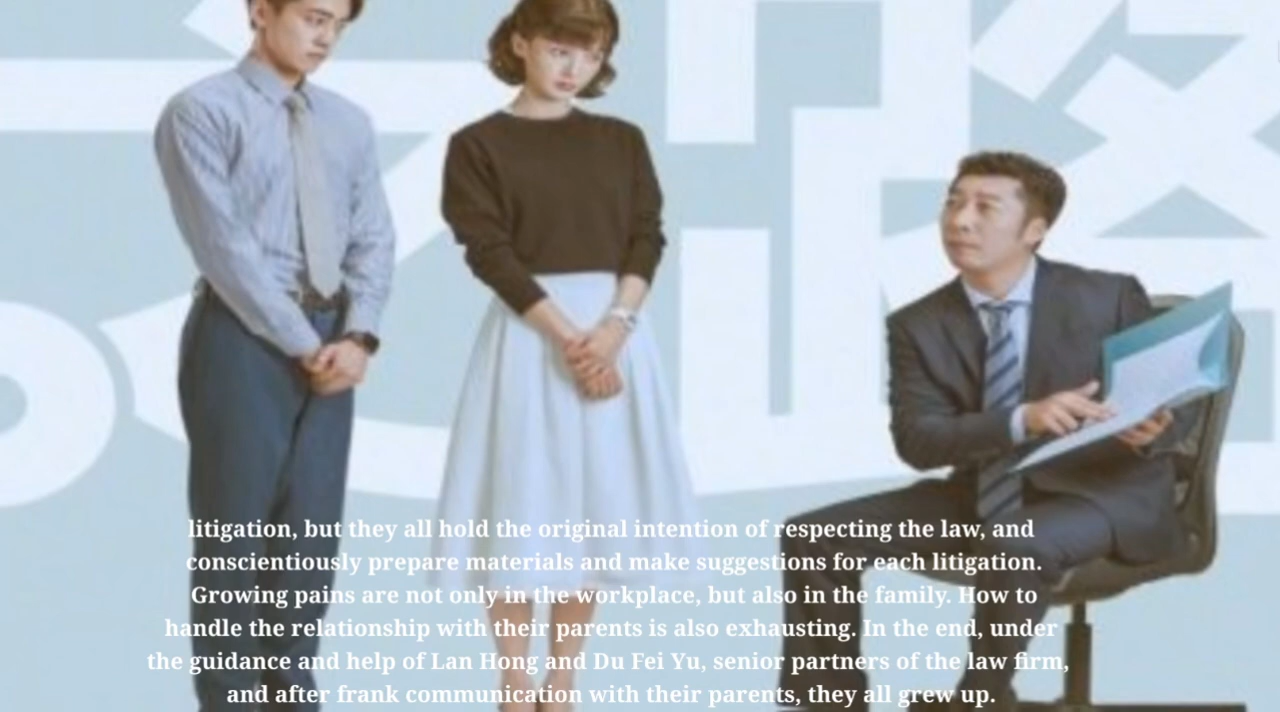 litigation, but they all hold the original intention of respecting the law, and
conscientiously prepare materials and make suggestions for each litigation.
Growing pains are not only in the workplace, but also in the family. How to
handle the relationship with their parents is also exhausting. In the end, under
the guidance and help of Lan Hong and Du Fei Yu, senior partners of the law firm,
and after frank communication with their parents, they all grew up.